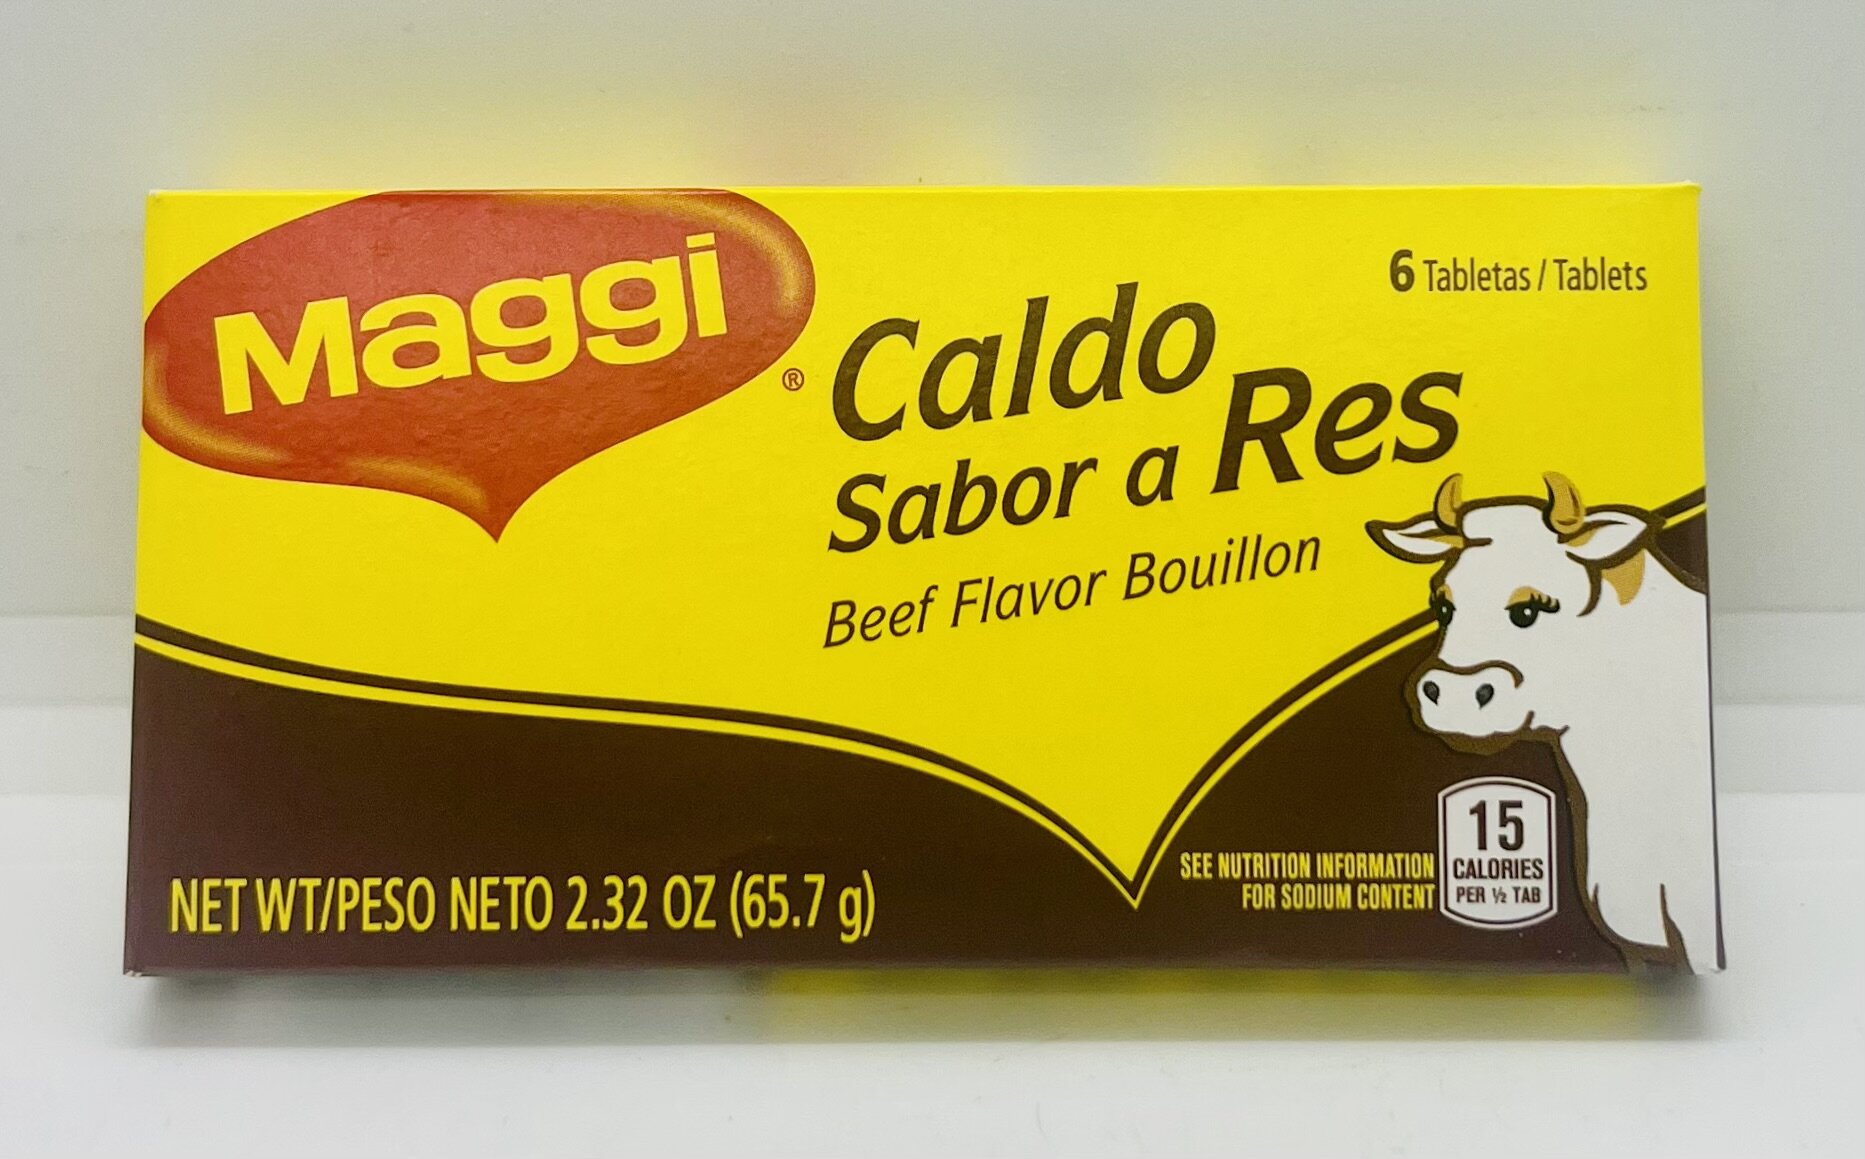 Maggi®
6 Tabletas / Tablets
Caldo
Sabor a Res
Beef Flavor Bouillon
NET WT/PESO NETO 2.32 OZ (65.7 g)
SEE NUTRITION INFORMATION
FOR SODIUM CONTENT
15
CALORIES
PER ½ TAB